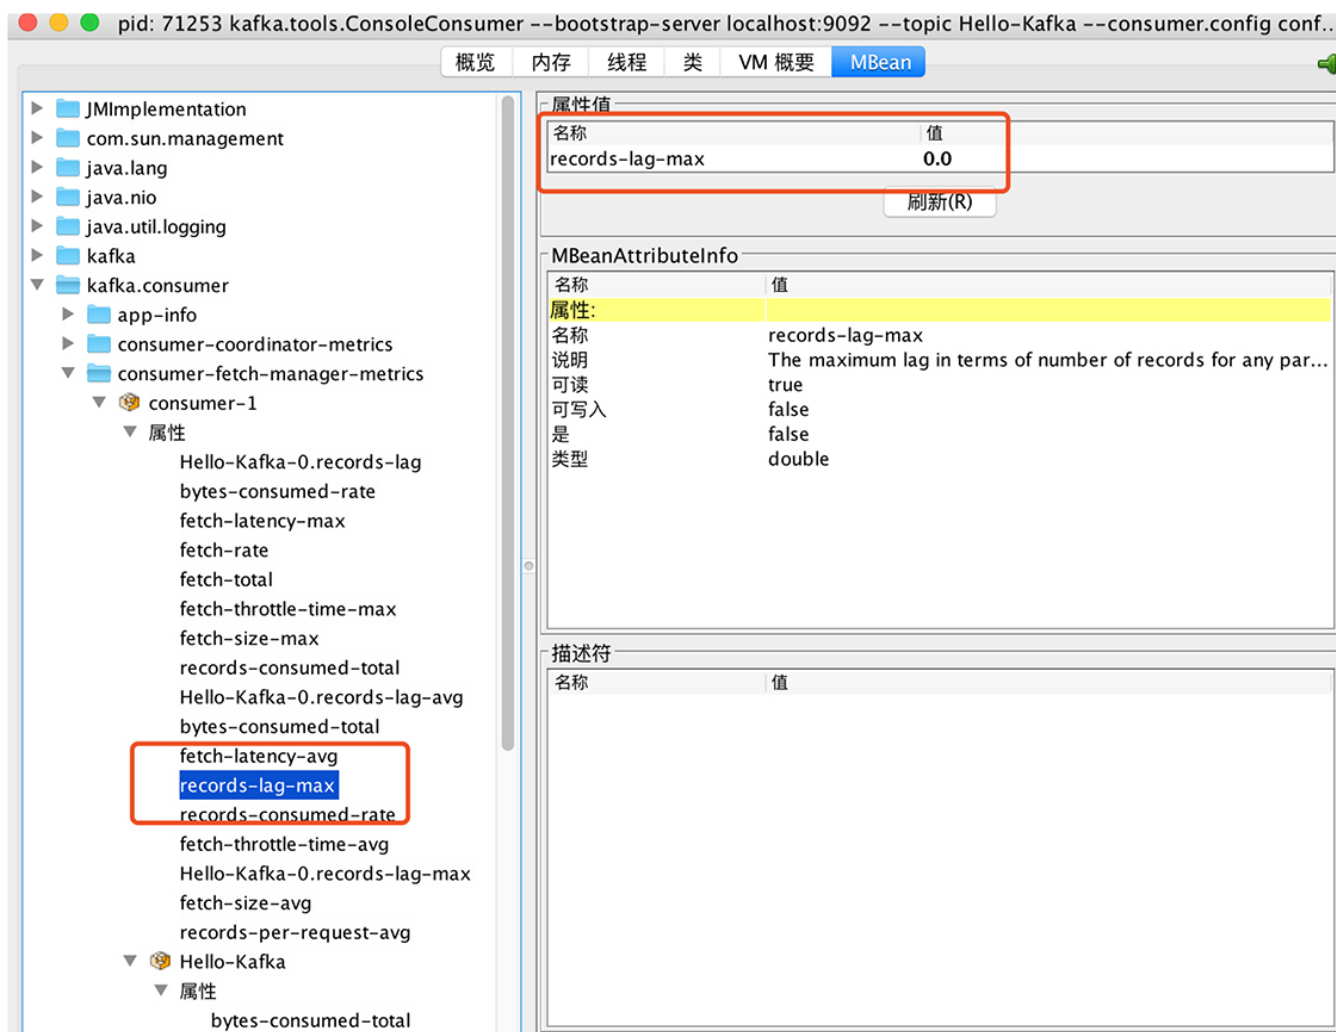 pid: 71253 kafka.tools.ConsoleConsumer --bootstrap-server localhost:9092 --topic Hello-Kafka --consumer.config conf...
概览 内存 线程 类 VM 概要 MBean
JMImplementation
com.sun.management
java.lang
java.nio
java.util.logging
kafka
kafka.consumer
app-info
consumer-coordinator-metrics
consumer-fetch-manager-metrics
consumer-1
属性
Hello-Kafka-0.records-lag
bytes-consumed-rate
fetch-latency-max
fetch-rate
fetch-total
fetch-throttle-time-max
fetch-size-max
records-consumed-total
Hello-Kafka-0.records-lag-avg
bytes-consumed-total
fetch-latency-avg
records-lag-max
records-consumed-rate
fetch-throttle-time-avg
Hello-Kafka-0.records-lag-max
fetch-size-avg
records-per-request-avg
Hello-Kafka
属性
bytes-consumed-total
属性值
名称 值
records-lag-max 0.0
刷新(R)
MBeanAttributeInfo
名称 值
属性:
名称 records-lag-max
说明 The maximum lag in terms of number of records for any par...
可读 true
可写入 false
是 false
类型 double
描述符
名称 值